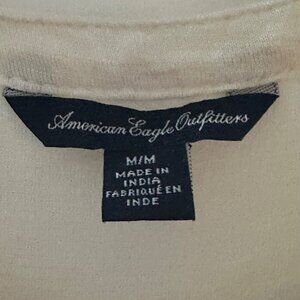 American Eagle Outfitters
M/M
MADE IN
INDIA
FABRIQUÉ EN
INDE